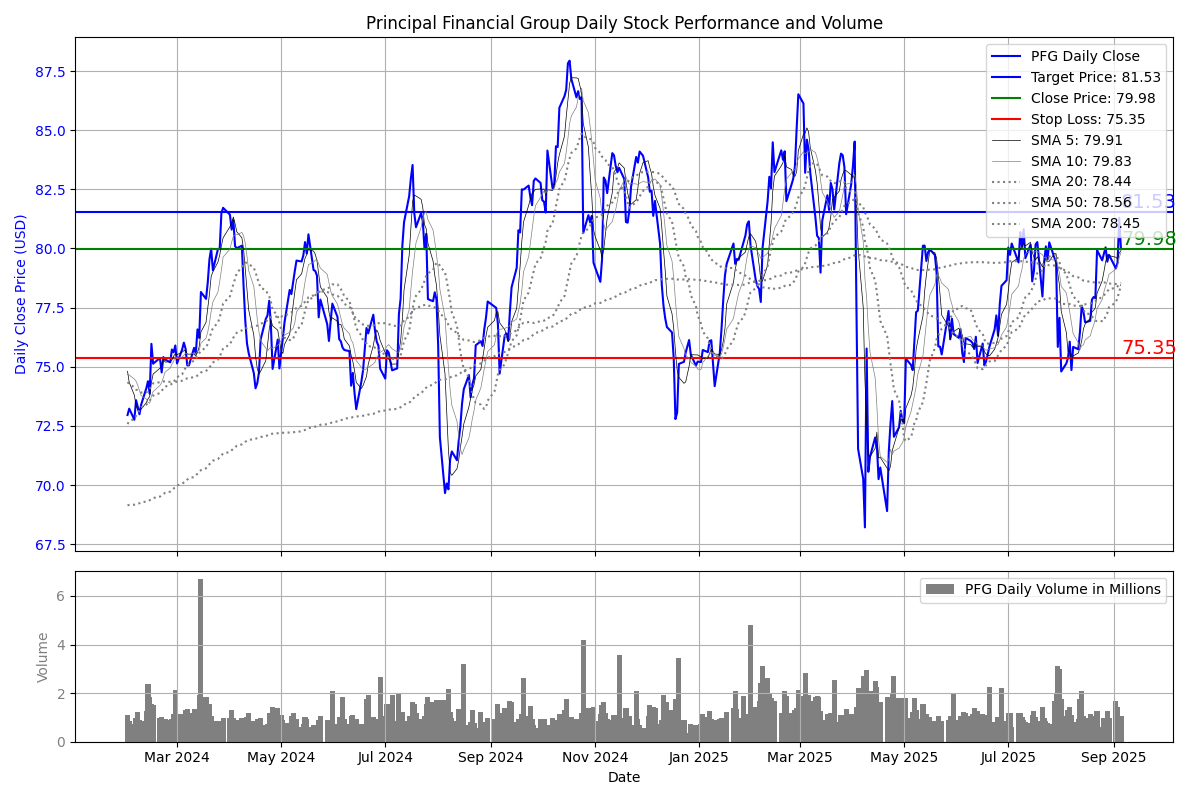 Principal Financial Group Daily Stock Performance and Volume
Daily Close Price (USD)
87.5
85.0
82.5
80.0
77.5
75.0
72.5
70.0
67.5
PFG Daily Close
Target Price: 81.53
Close Price: 79.98
Stop Loss: 75.35
SMA 5: 79.91
SMA 10: 79.83
SMA 20: 78.44
SMA 50: 78.56
SMA 200: 78.45
81.53
79.98
75.35
Volume
6
4
2
0
PFG Daily Volume in Millions
Mar 2024
May 2024
Jul 2024
Sep 2024
Nov 2024
Jan 2025
Mar 2025
May 2025
Jul 2025
Sep 2025
Date